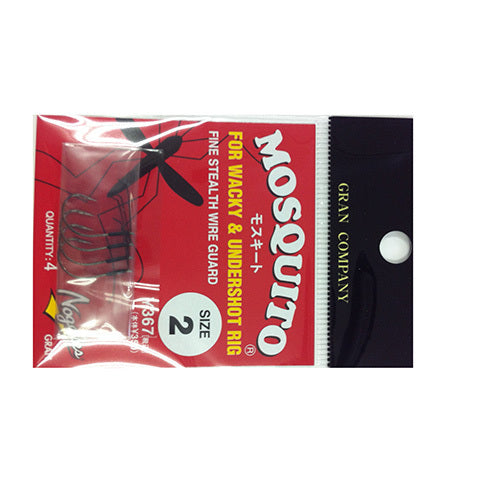 GRAN COMPANY
MOSQUITO®
モスキート
FOR WACKY & UNDERSHOT RIG
FINE STEALTH WIRE GUARD
SIZE
2
¥367
QUANTITY: 4